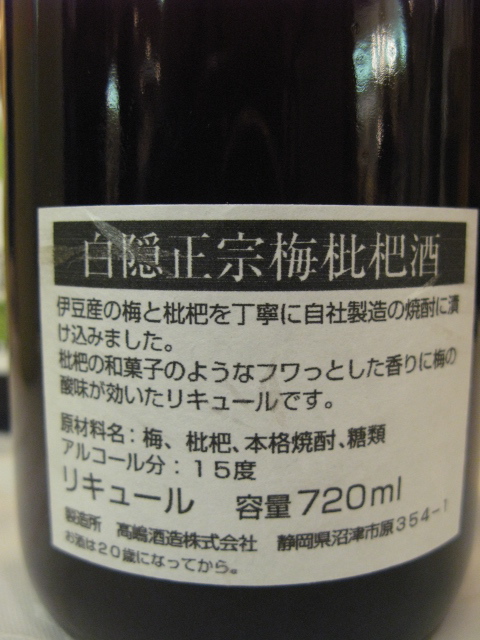 白隠正宗梅枇杷酒
伊豆産の梅と枇杷を丁寧に自社製造の焼酎に漬
け込みました。
枇杷の和菓子のようなフワっとした香りに梅の
酸味が効いたリキュールです。
原材料名：梅、枇杷、本格焼酎、糖類
アルコール分：15度
リキュール 容量720ml
製造所 高嶋酒造株式会社 静岡県沼津市原354-1
お酒は20歳になってから。